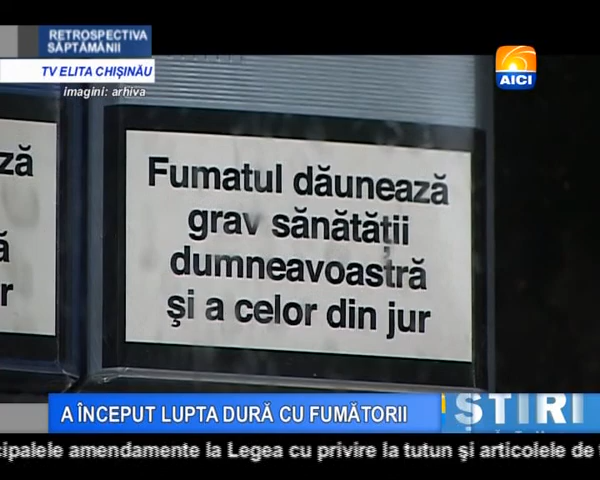 RETROSPECTIVA
SĂPTĂMÂNII
TV ELITA CHIȘINĂU
imagini: arhiva
AICI
ză
ă
r
Fumatul dăunează
grav sănătății
dumneavoastră
şi a celor din jur
A ÎNCEPUT LUPTA DURĂ CU FUMĂTORII
ȘTIRI
cipalele amendamente la Legea cu privire la tutun şi articolele de